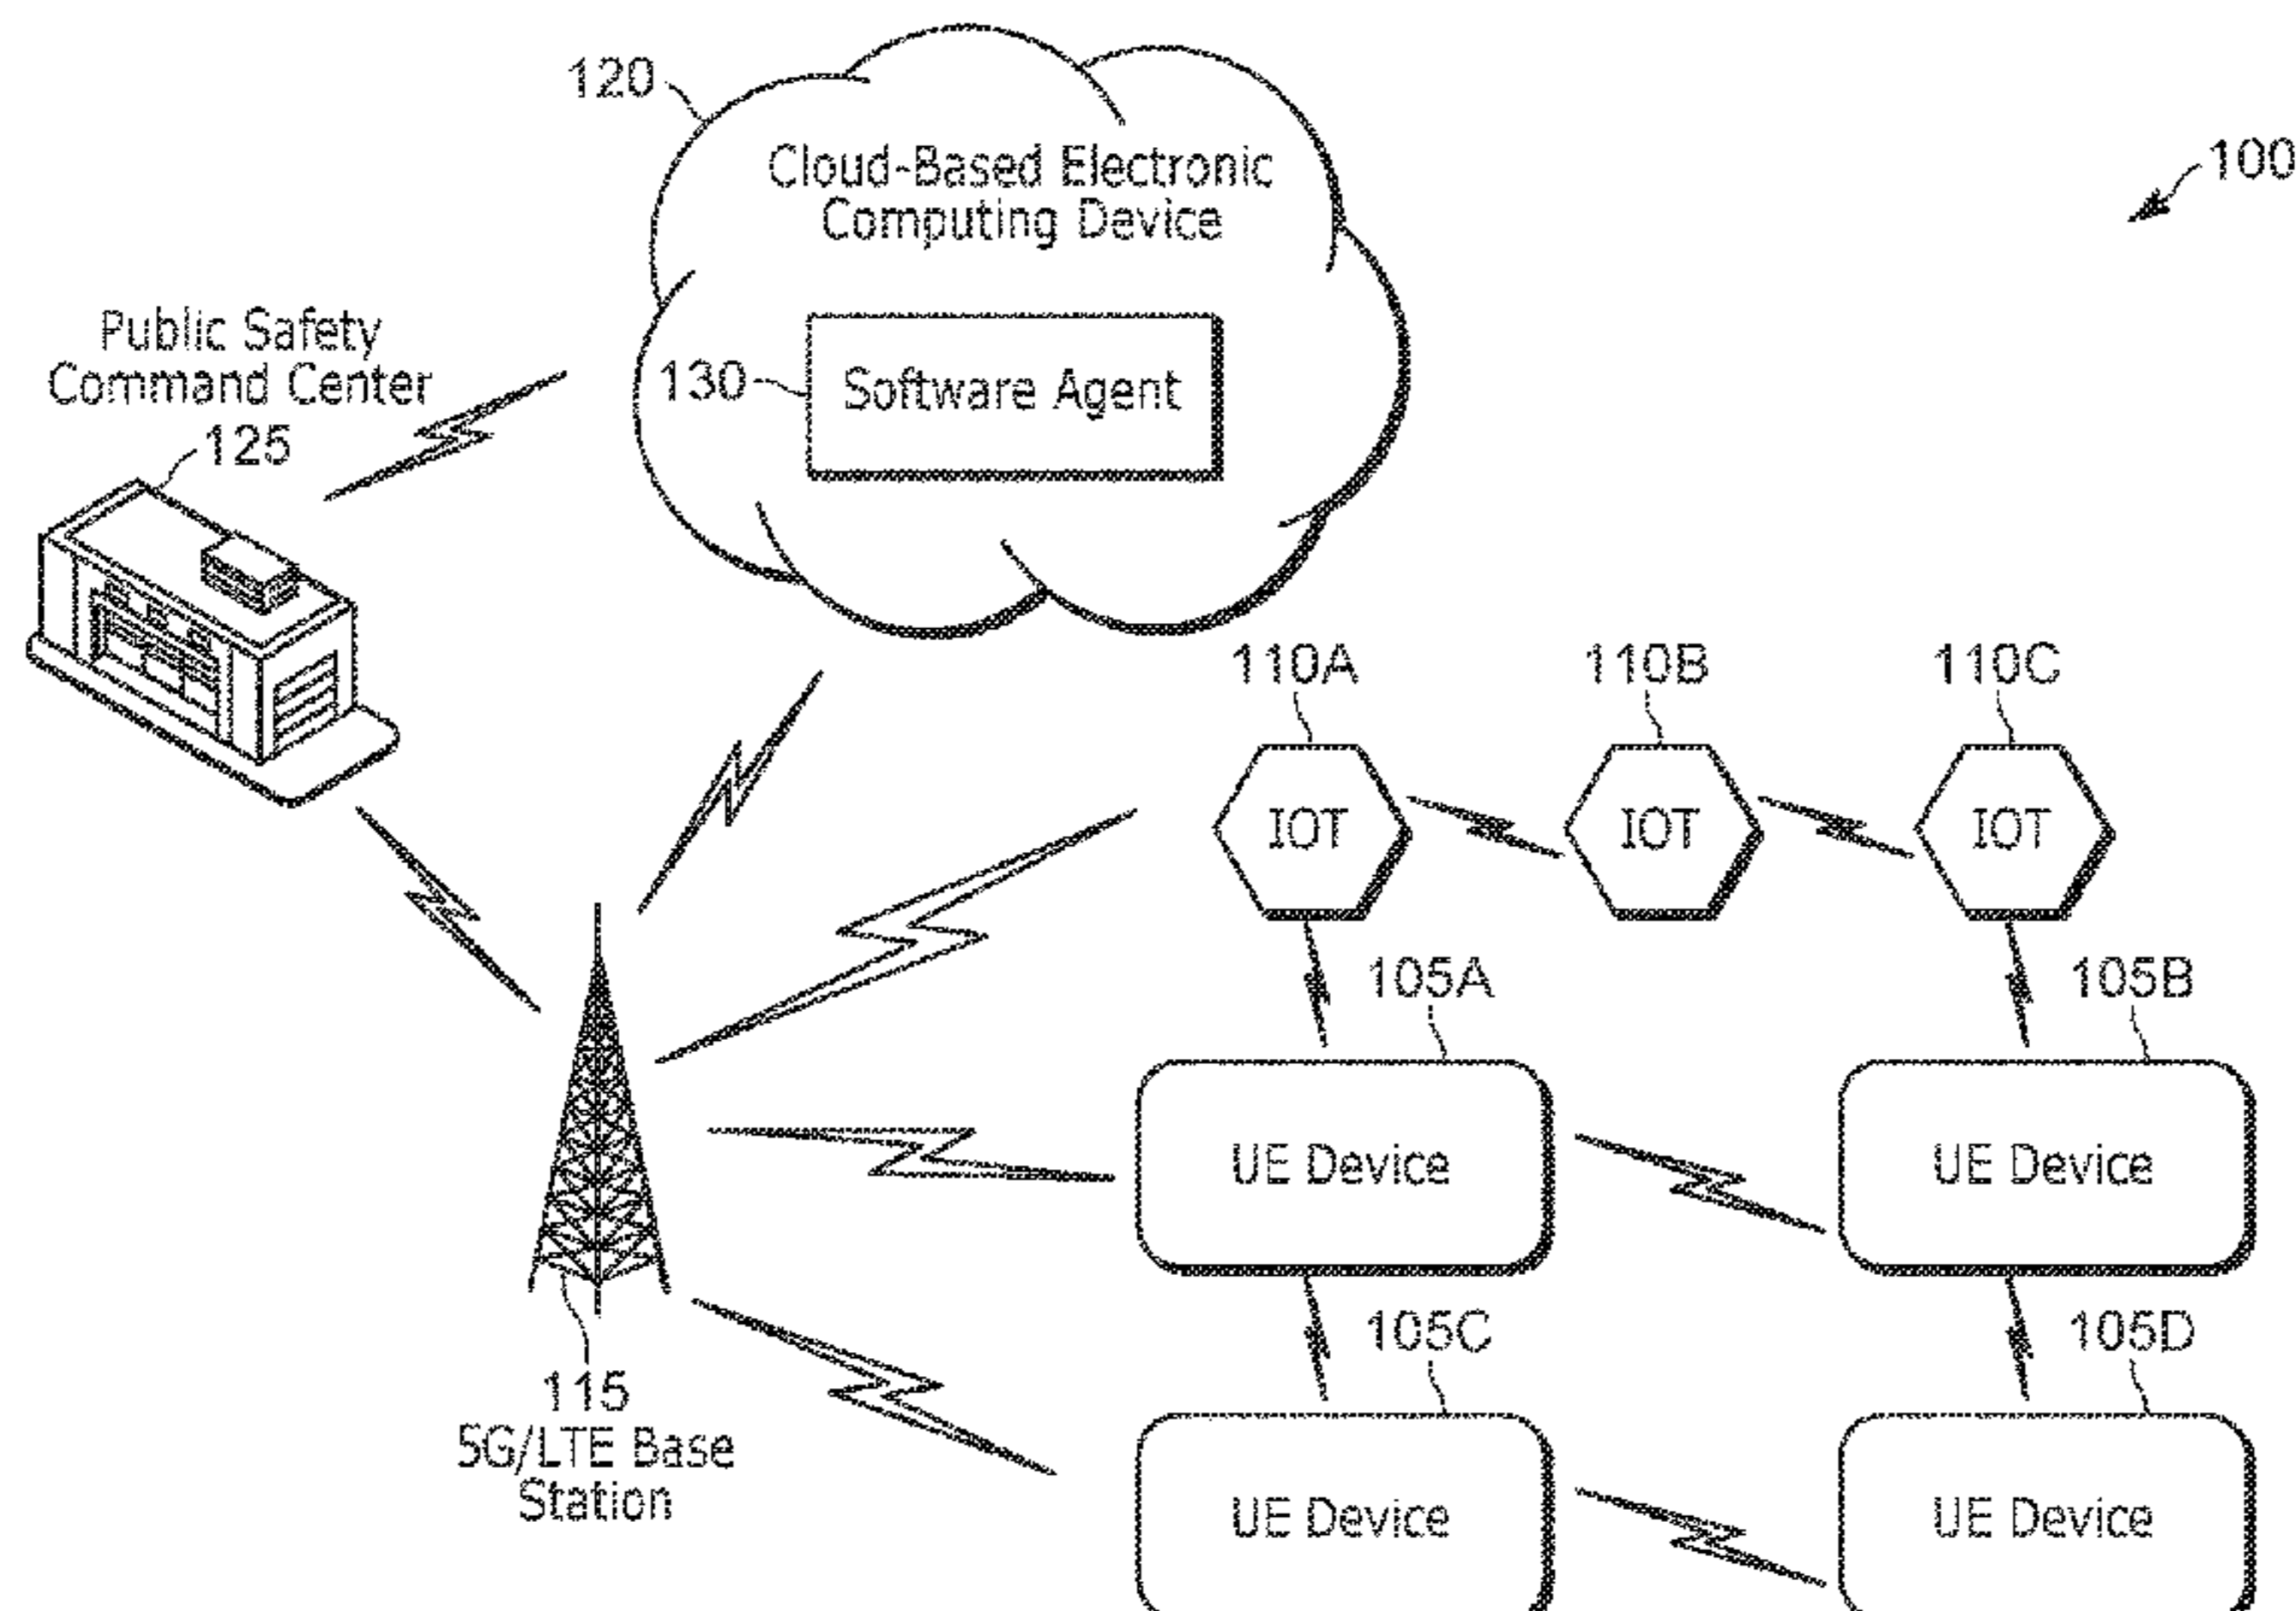 120
Cloud-Based Electronic
Computing Device
100
Public Safety
Command Center
125
130
Software Agent
110A
110B
110C
IOT
IOT
IOT
105A
105B
UE Device
UE Device
115
5G/LTE Base
Station
105C
105D
UE Device
UE Device